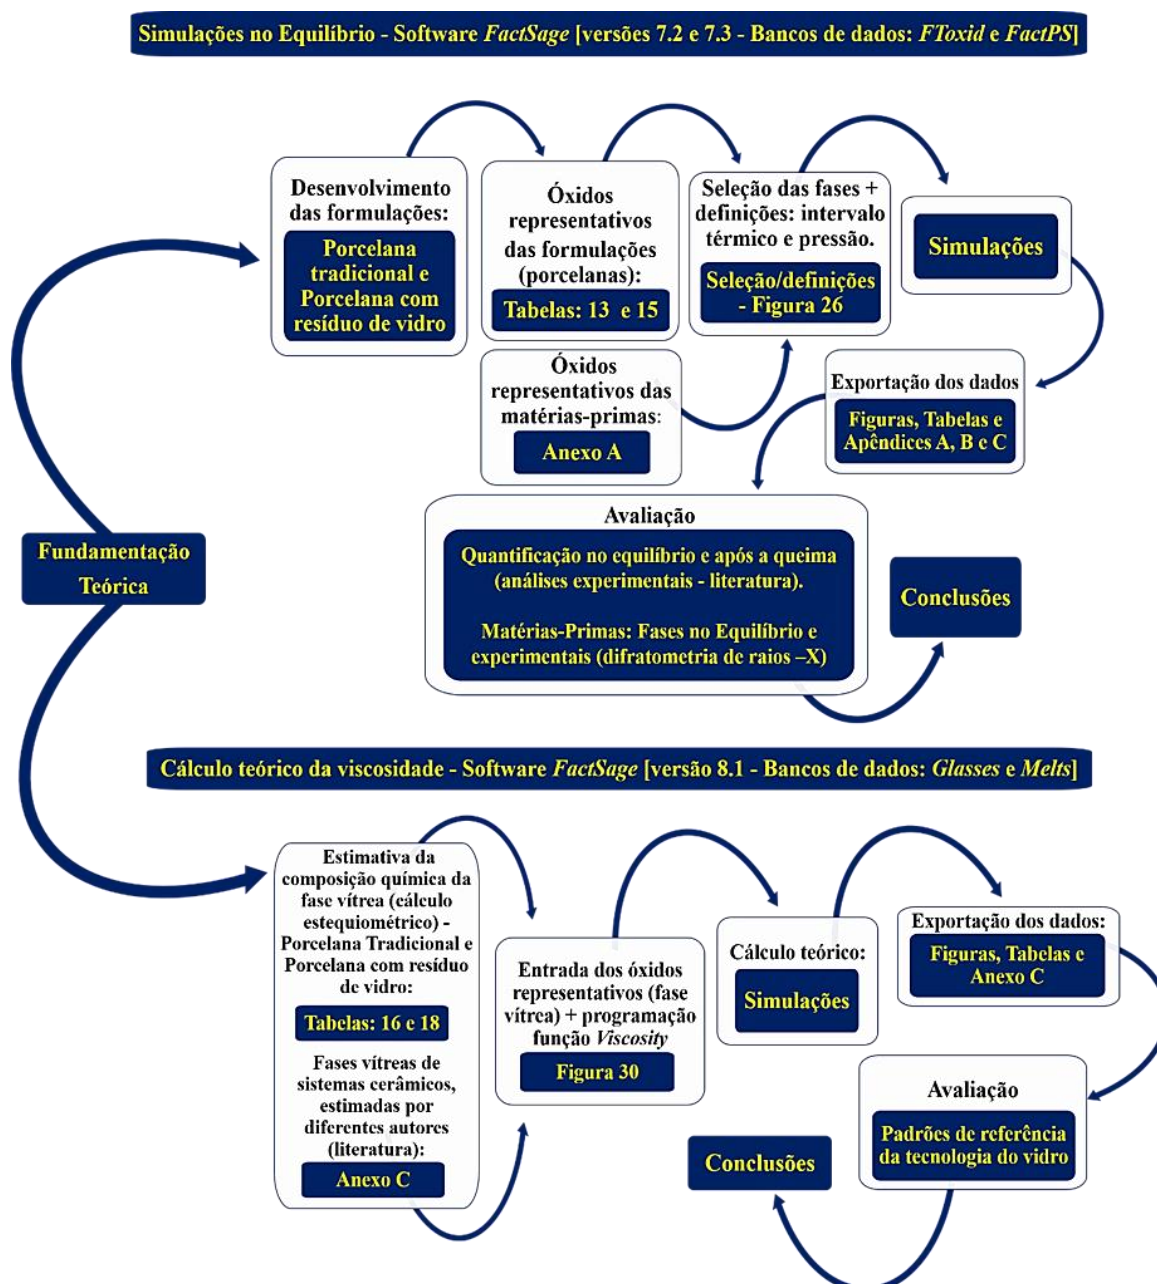 Simulações no Equilíbrio - Software FactSage [versões 7.2 e 7.3 - Bancos de dados: FToxid e FactPS]
Desenvolvimento
das formulações:
Porcelana
tradicional e
Porcelana com
resíduo de vidro
Óxidos
representativos
das formulações
(porcelanas):
Tabelas: 13 e 15
Seleção das fases +
definições: intervalo
térmico e pressão.
Seleção/definições
- Figura 26
Simulações
Óxidos
representativos das
matérias-primas:
Anexo A
Exportação dos dados
Figuras, Tabelas e
Apêndices A, B e C
Avaliação
Quantificação no equilíbrio e após a queima
(análises experimentais - literatura).
Matérias-Primas: Fases no Equilíbrio e
experimentais (difratometria de raios –X)
Conclusões
Fundamentação
Teórica
Cálculo teórico da viscosidade - Software FactSage [versão 8.1 - Bancos de dados: Glasses e Melts]
Estimativa da
composição química da
fase vítrea (cálculo
estequiométrico) -
Porcelana Tradicional e
Porcelana com resíduo
de vidro:
Tabelas: 16 e 18
Fases vítreas de
sistemas cerâmicos,
estimadas por
diferentes autores
(literatura):
Anexo C
Entrada dos óxidos
representativos (fase
vítrea) + programação
função Viscosity
Figura 30
Cálculo teórico:
Simulações
Exportação dos dados:
Figuras, Tabelas e
Anexo C
Avaliação
Padrões de referência
da tecnologia do vidro
Conclusões